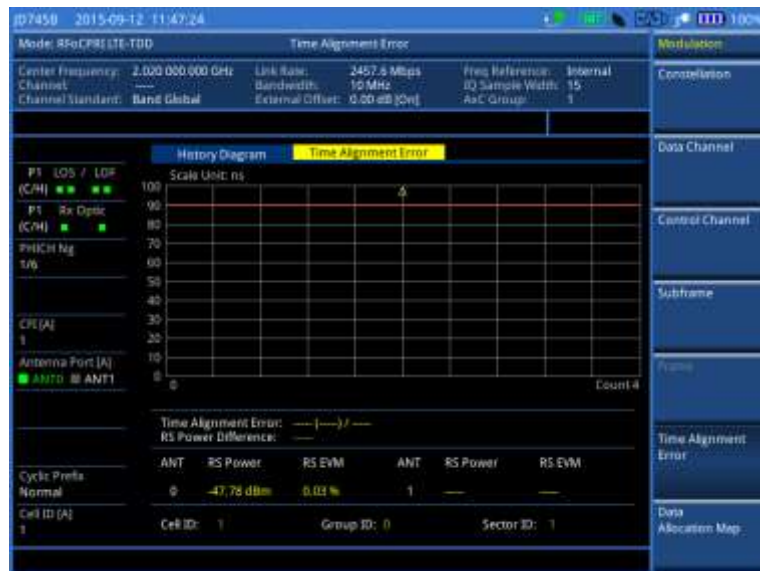 JD745B 2015-09-12 11:47:24 100%
Mode: RFoCPRI LTE-TDD Time Alignment Error Modulation
Center Frequency: 2.020 000 000 GHz Link Rate: 2457.6 Mbps Freq Reference: Internal
Channel: ---- Bandwidth: 10 MHz IQ Sample Width: 15
Channel Standard: Band Global External Offset: 0.00 dB [On] AxC Group: 1
Constellation
Data Channel
Control Channel
Subframe
Frame
Time Alignment
Error
Data
Allocation Map
History Diagram Time Alignment Error
P1 LOS / LOF
(C/H)
P1 Rx Optic
(C/H)
PHICH Ng
1/6
CFI [A]
1
Antenna Port [A]
ANT0 ANT1
Cyclic Prefix
Normal
Cell ID [A]
1
Scale Unit: ns
100
90
80
70
60
50
40
30
20
10
0
0 Count 4
Time Alignment Error: ---- (----) / ----
RS Power Difference: ----
ANT RS Power RS EVM ANT RS Power RS EVM
0 -47.78 dBm 0.03 % 1 ---- ----
Cell ID: 1 Group ID: 0 Sector ID: 1